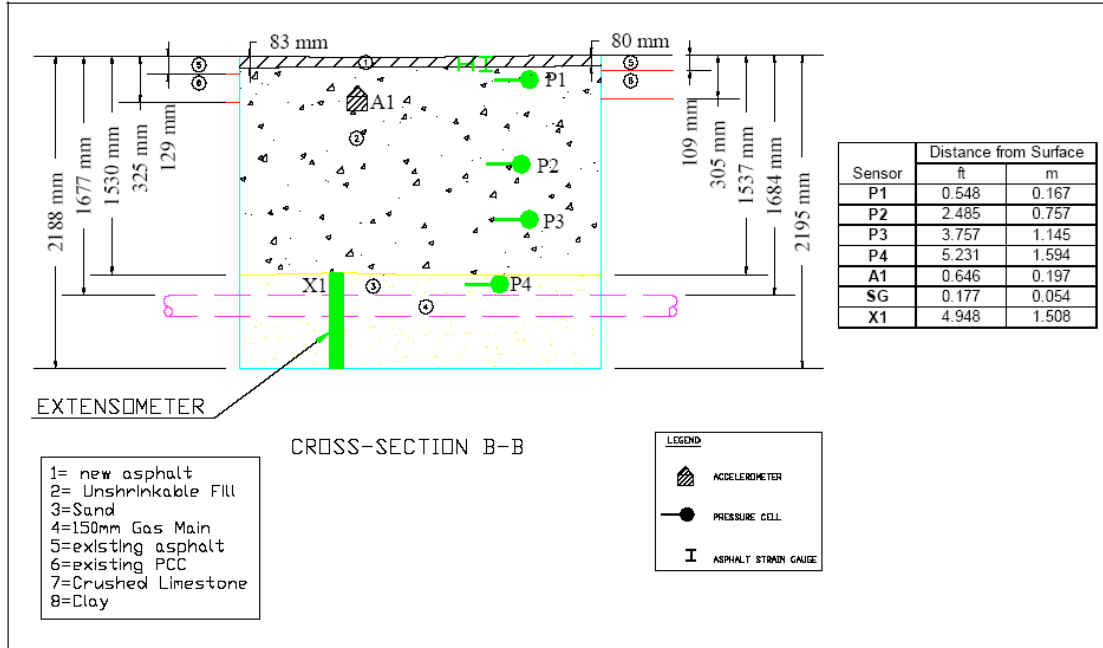 83 mm
80 mm
5
1
5
6
6
P1
A1
2
P2
P3
X1
3
P4
4
2188 mm
1677 mm
1530 mm
325 mm
129 mm
109 mm
305 mm
1537 mm
1684 mm
2195 mm
Distance from Surface
Sensor ft m
P1 0.548 0.167
P2 2.485 0.757
P3 3.757 1.145
P4 5.231 1.594
A1 0.646 0.197
SG 0.177 0.054
X1 4.948 1.508
EXTENSOMETER
CROSS-SECTION B-B
1= new asphalt
2= Unshrinkable Fill
3=Sand
4=150mm Gas Main
5=existing asphalt
6=existing PCC
7=Crushed Limestone
8=Clay
LEGEND
ACCELEROMETER
PRESSURE CELL
ASPHALT STRAIN GAUGE